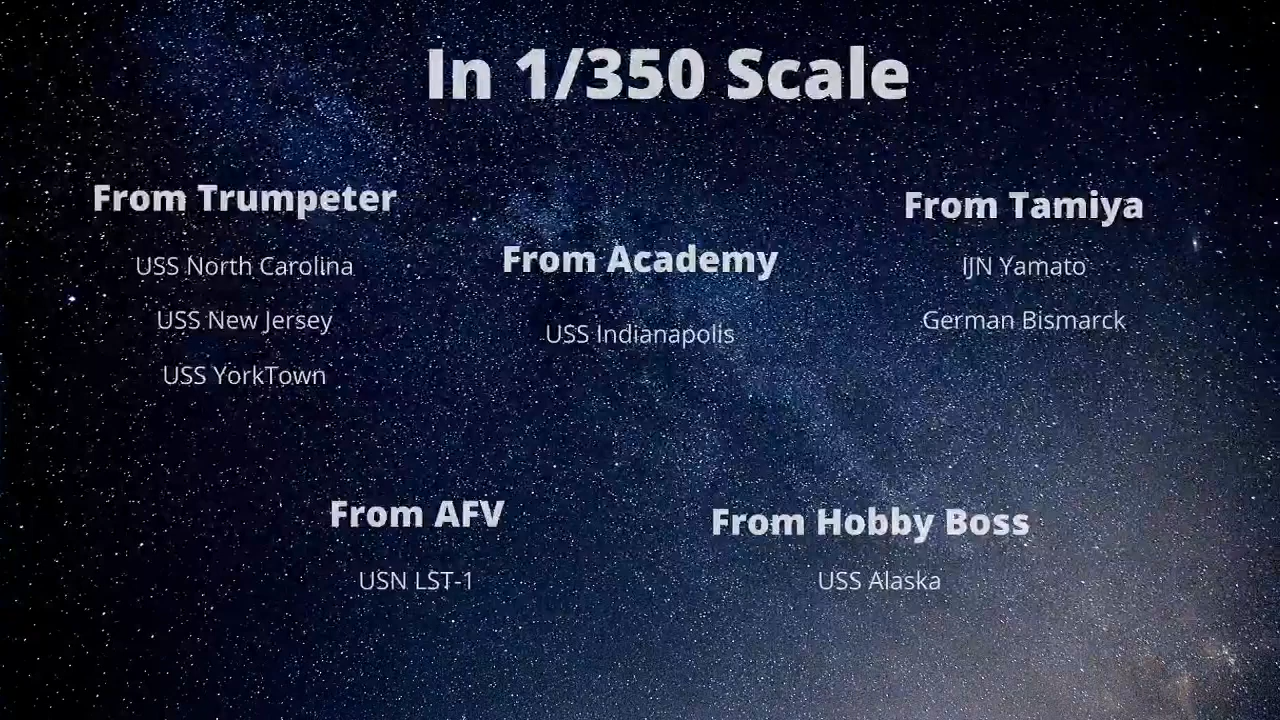 In 1/350 Scale
From Trumpeter
USS North Carolina
USS New Jersey
USS YorkTown
From Academy
USS Indianapolis
From Tamiya
IJN Yamato
German Bismarck
From AFV
USN LST-1
From Hobby Boss
USS Alaska